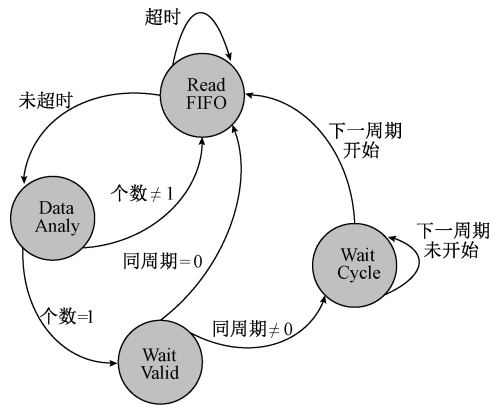 超时
Read
FIFO
未超时
下一周期
开始
个数≠1
Data
Analy
同周期=0
下一周期
未开始
Wait
Cycle
个数=1
同周期≠0
Wait
Valid